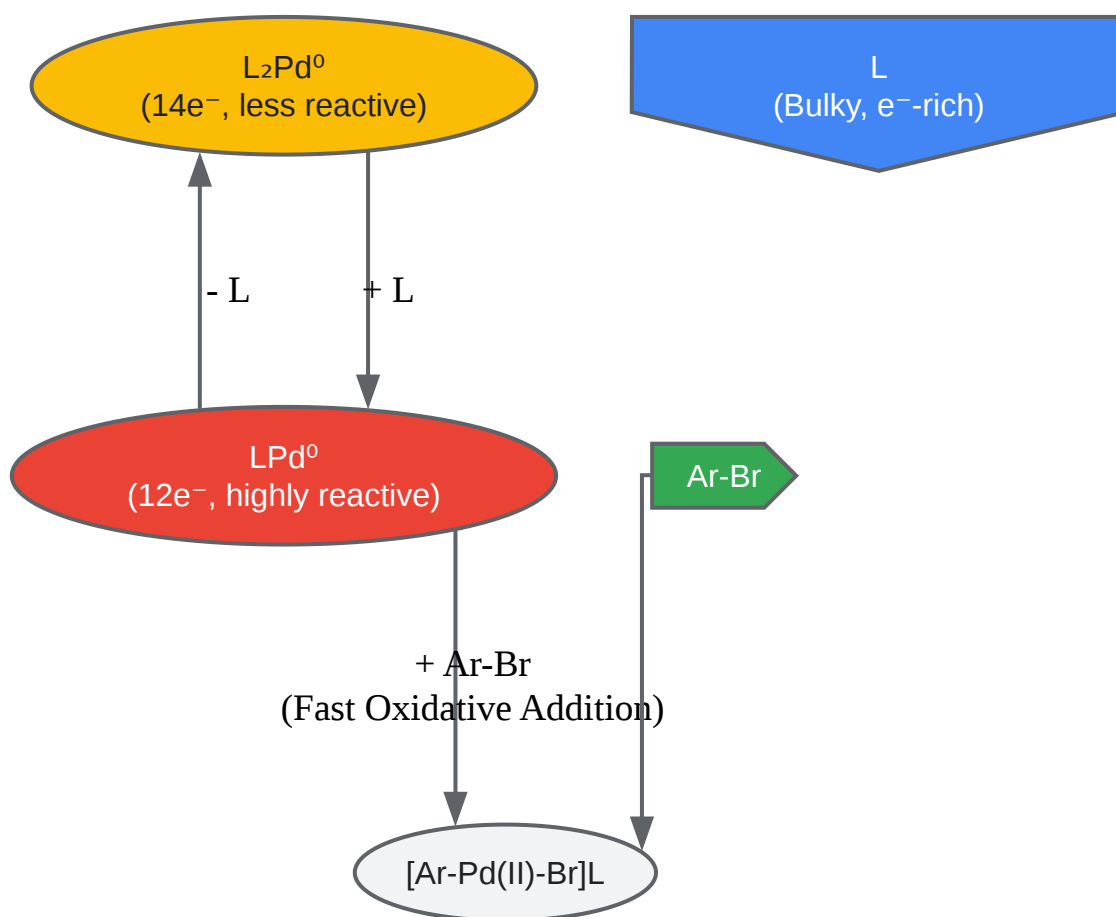 L₂Pd⁰
(14e⁻, less reactive)
L
(Bulky, e⁻-rich)
- L
+ L
LPd⁰
(12e⁻, highly reactive)
Ar-Br
+ Ar-Br
(Fast Oxidative Addition)
[Ar-Pd(II)-Br]L